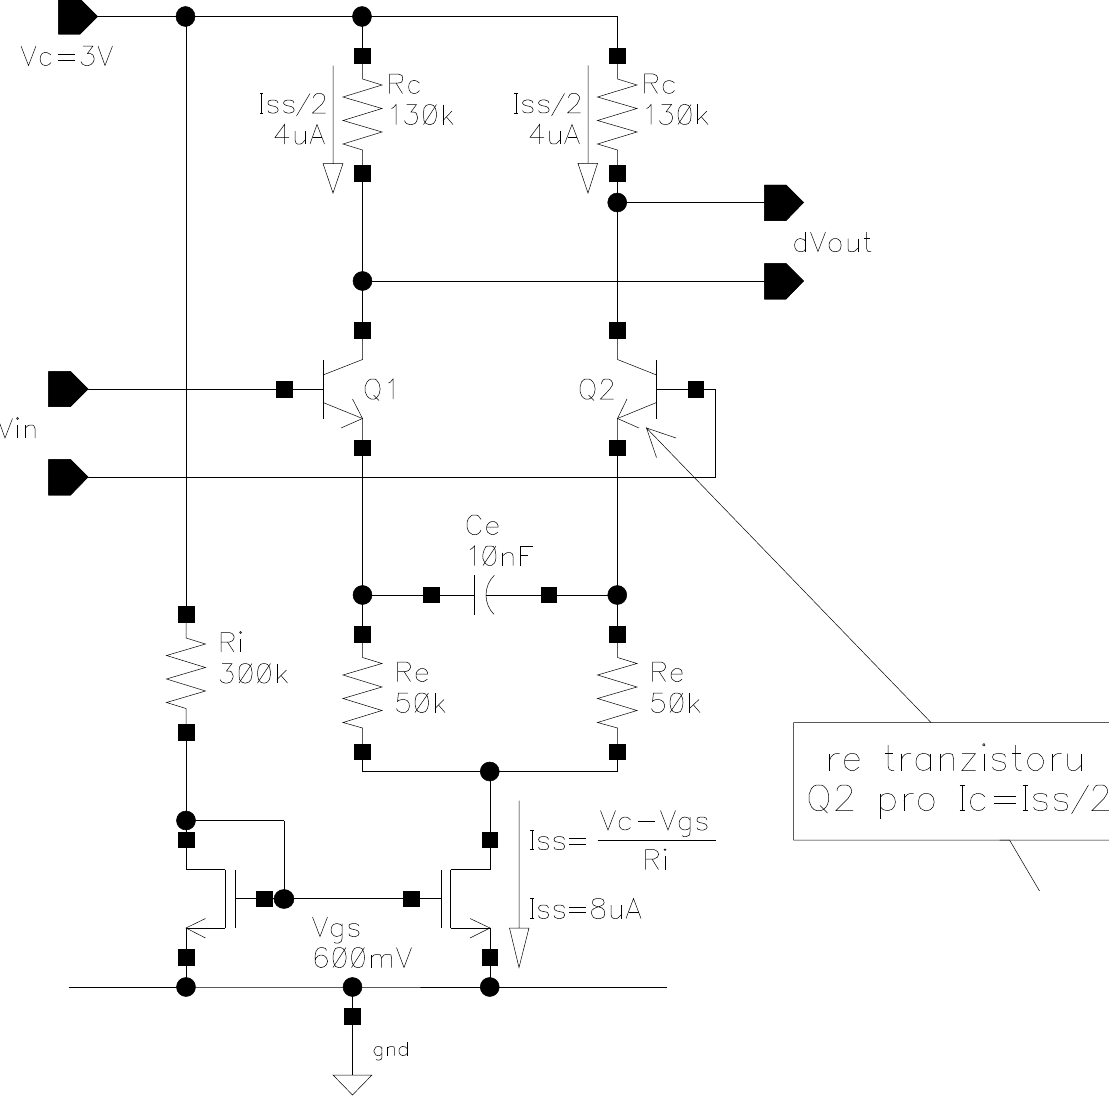 Vc=3V
Iss/2
4uA
Rc
130k
Iss/2
4uA
Rc
130k
dVout
Q1
Q2
Vin
Ce
10nF
Ri
300k
Re
50k
Re
50k
re tranzistoru
Q2 pro Ic=Iss/2
Iss= Vc-Vgs
Ri
Iss=8uA
Vgs
600mV
gnd